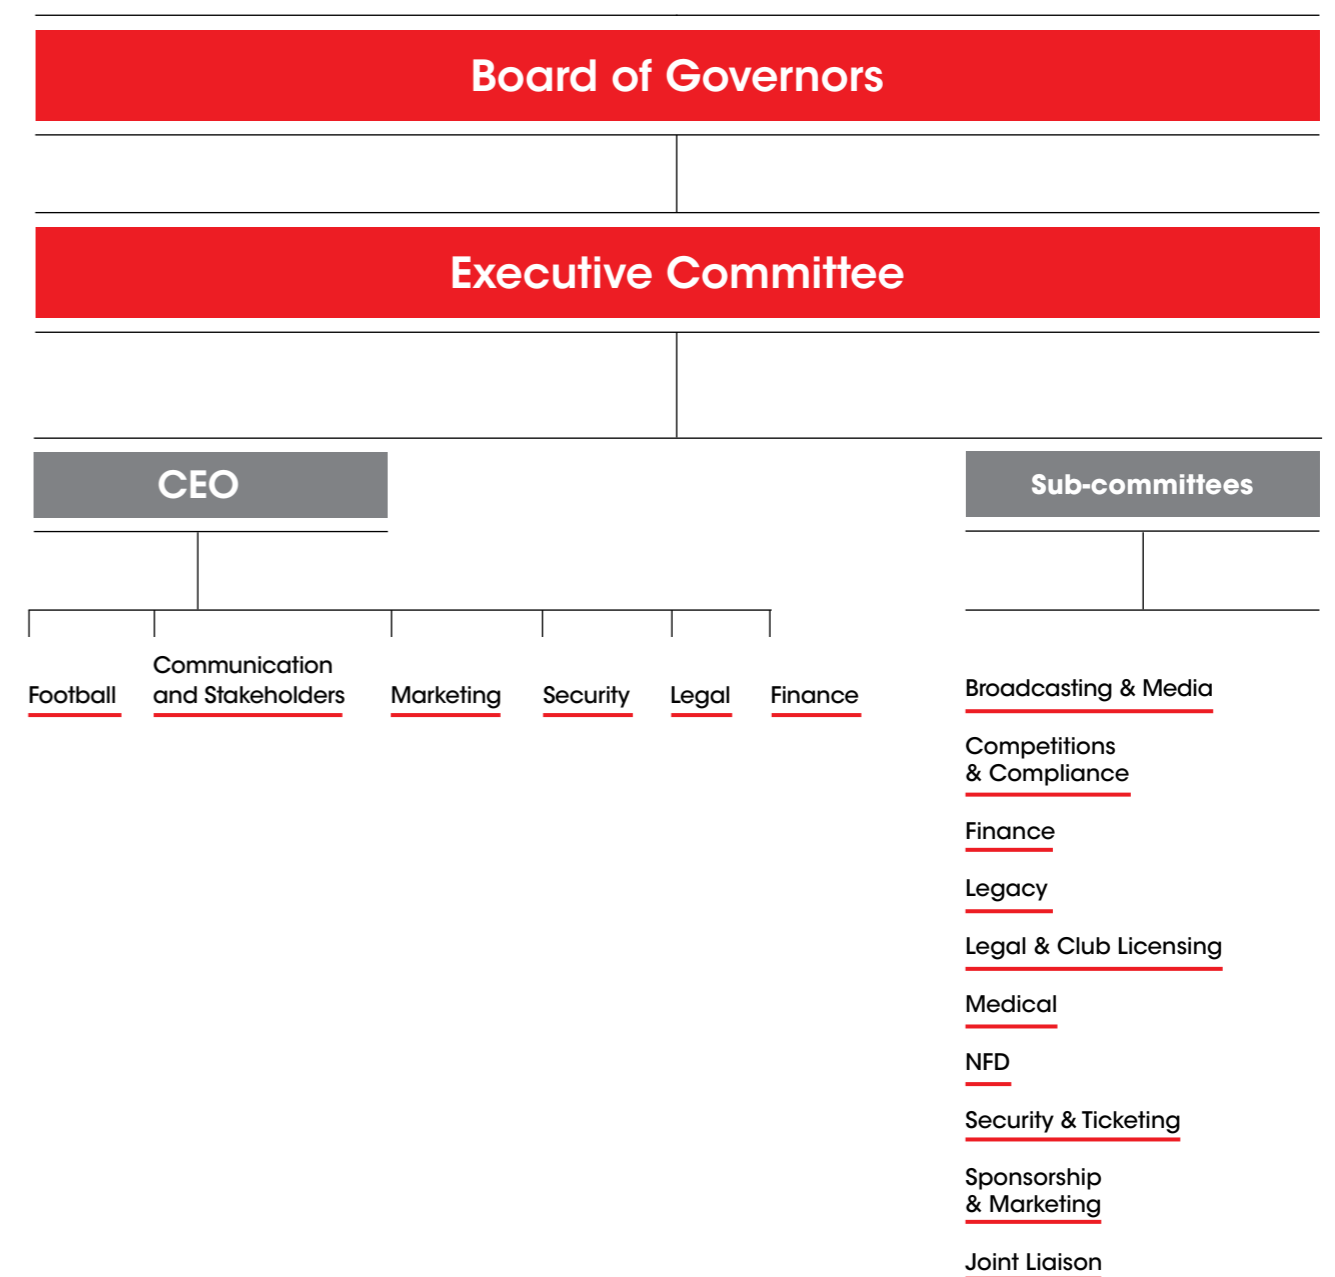 Board of Governors
Executive Committee
CEO
Sub-committees
Communication
and Stakeholders
Football
Marketing
Security
Legal
Finance
Broadcasting & Media
Competitions
& Compliance
Finance
Legacy
Legal & Club Licensing
Medical
NFD
Security & Ticketing
Sponsorship
& Marketing
Joint Liaison